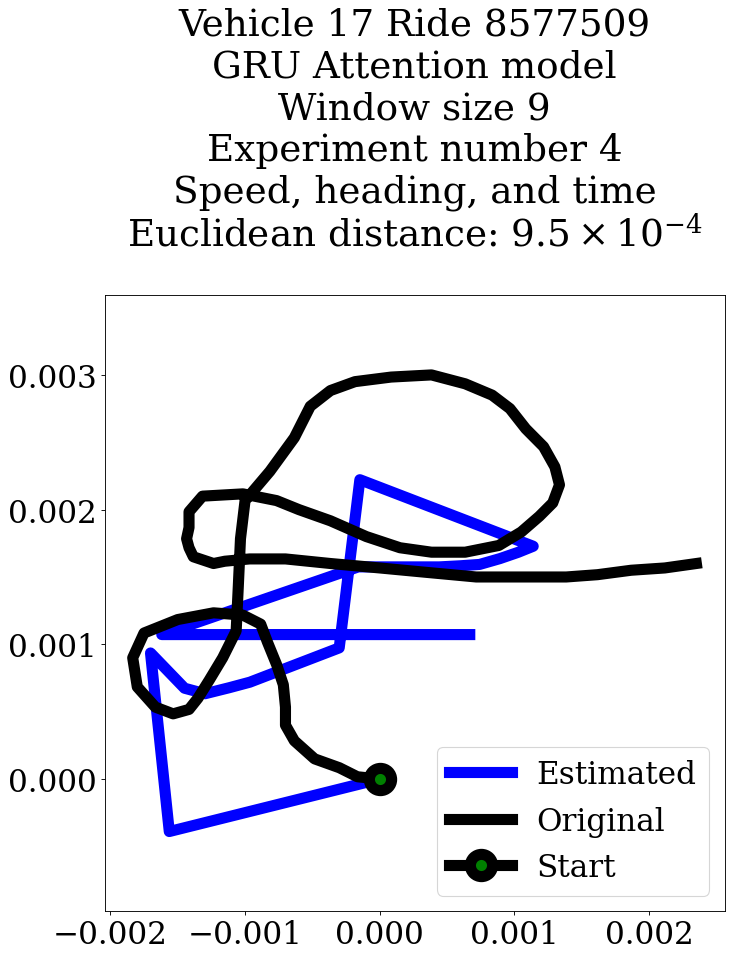 Vehicle 17 Ride 8577509
GRU Attention model
Window size 9
Experiment number 4
Speed, heading, and time
Euclidean distance: 9.5 × 10⁻⁴
0.003
0.002
0.001
0.000
Estimated
Original
Start
−0.002 −0.001 0.000 0.001 0.002